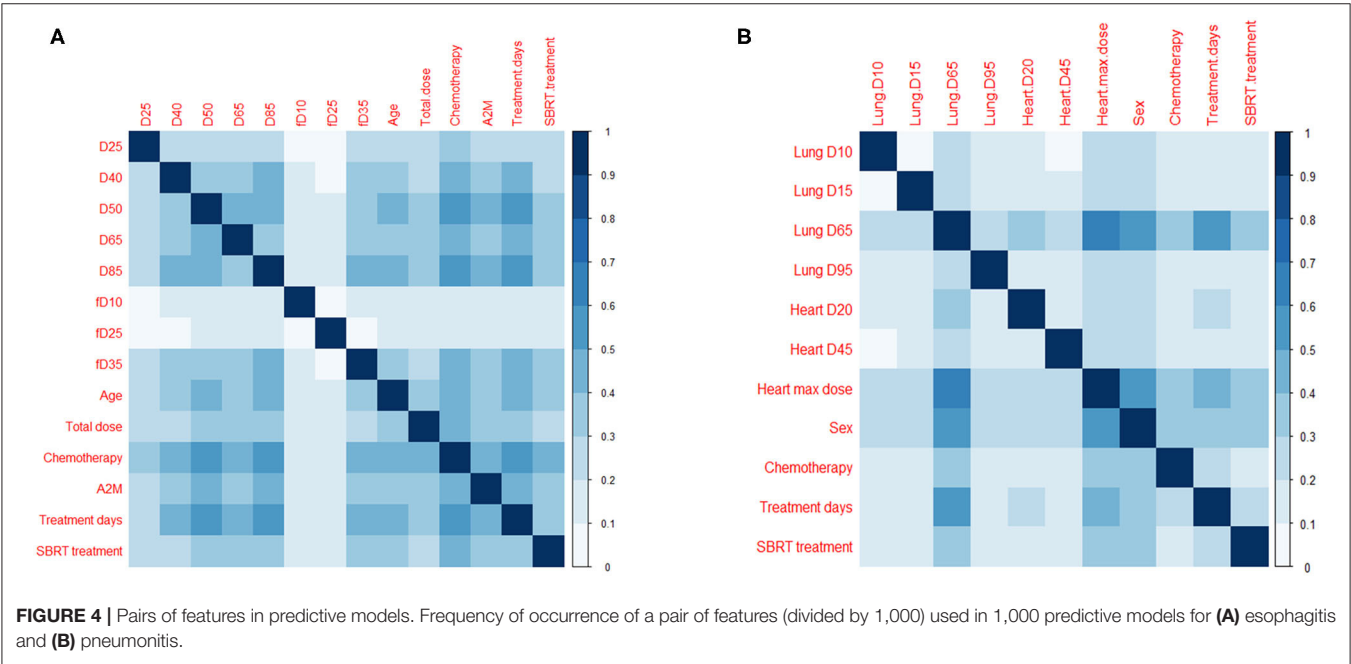 A
D25
D40
D50
D65
D85
fD10
fD25
fD35
Age
Total.dose
Chemotherapy
A2M
Treatment.days
SBRT.treatment
D25
D40
D50
D65
D85
fD10
fD25
fD35
Age
Total dose
Chemotherapy
A2M
Treatment days
SBRT treatment
1
0.9
0.8
0.7
0.6
0.5
0.4
0.3
0.2
0.1
0
B
Lung.D10
Lung.D15
Lung.D65
Lung.D95
Heart.D20
Heart.D45
Heart.max.dose
Sex
Chemotherapy
Treatment.days
SBRT.treatment
Lung D10
Lung D15
Lung D65
Lung D95
Heart D20
Heart D45
Heart max dose
Sex
Chemotherapy
Treatment days
SBRT treatment
1
0.9
0.8
0.7
0.6
0.5
0.4
0.3
0.2
0.1
0
FIGURE 4 | Pairs of features in predictive models. Frequency of occurrence of a pair of features (divided by 1,000) used in 1,000 predictive models for (A) esophagitis
and (B) pneumonitis.